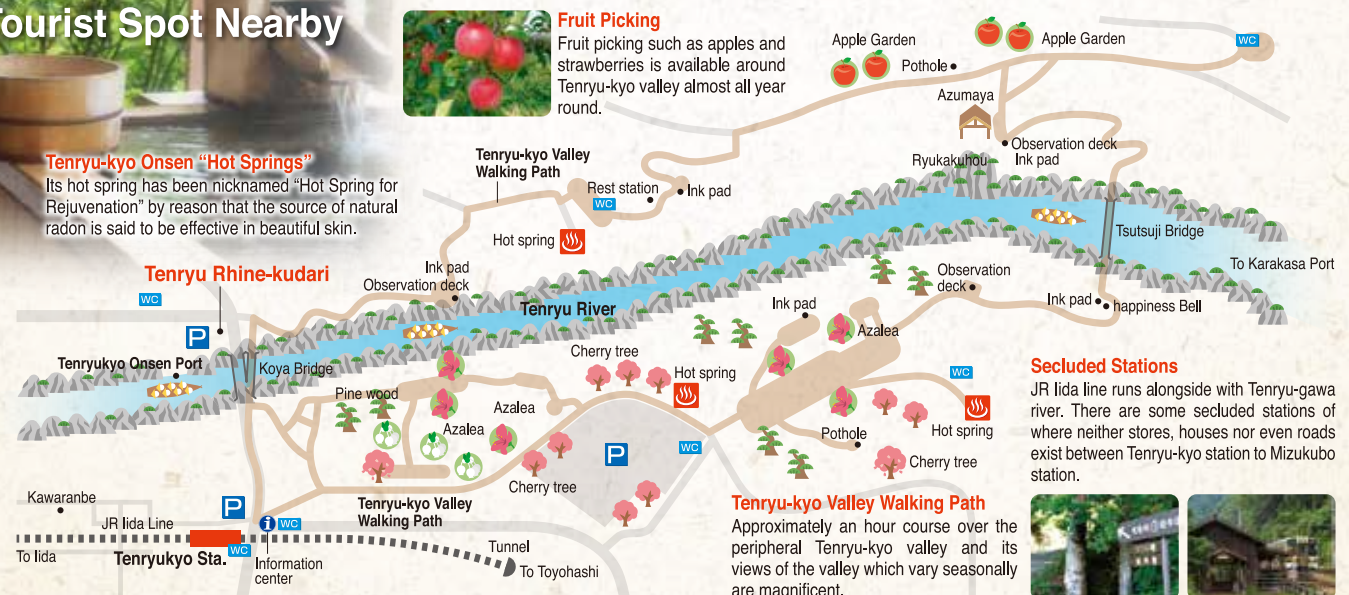 Tourist Spot Nearby
Fruit Picking
Fruit picking such as apples and
strawberries is available around
Tenryu-kyo valley almost all year
round.
Apple Garden
Apple Garden
WC
Pothole
Azumaya
Observation deck
Ink pad
Ryukakuhou
Tenryu-kyo Onsen “Hot Springs”
Its hot spring has been nicknamed “Hot Spring for
Rejuvenation” by reason that the source of natural
radon is said to be effective in beautiful skin.
Tenryu-kyo Valley
Walking Path
Rest station
WC
Ink pad
Hot spring
Tsutsuji Bridge
To Karakasa Port
Tenryu Rhine-kudari
WC
P
Ink pad
Observation deck
Tenryu River
Observation
deck
Ink pad
happiness Bell
Ink pad
Azalea
Tenryukyo Onsen Port
Koya Bridge
Cherry tree
Hot spring
Pine wood
Azalea
Azalea
WC
Hot spring
Pothole
Cherry tree
P
WC
Cherry tree
Secluded Stations
JR Iida line runs alongside with Tenryu-gawa
river. There are some secluded stations of
where neither stores, houses nor even roads
exist between Tenryu-kyo station to Mizukubo
station.
Kawaranbe
P
Tenryu-kyo Valley
Walking Path
JR Iida Line
i
WC
To Iida
Tenryukyo Sta.
WC
Information
center
Tunnel
To Toyohashi
Tenryu-kyo Valley Walking Path
Approximately an hour course over the
peripheral Tenryu-kyo valley and its
views of the valley which vary seasonally
are magnificent.